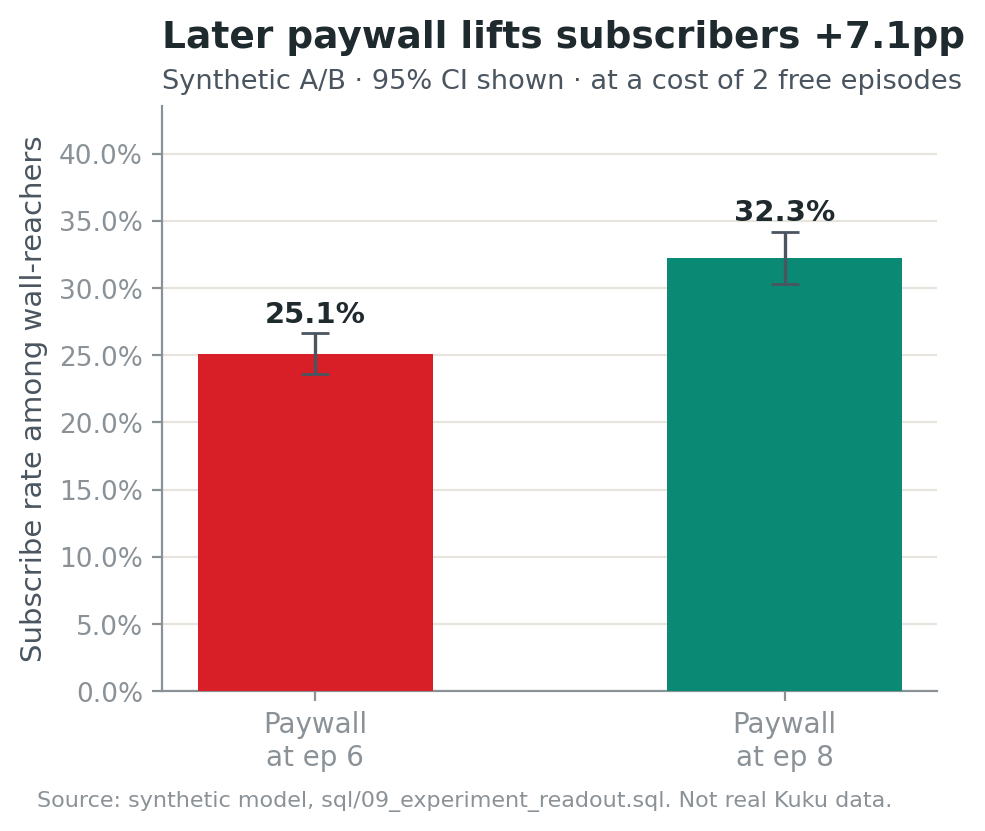 Later paywall lifts subscribers +7.1pp
Synthetic A/B · 95% CI shown · at a cost of 2 free episodes
Subscribe rate among wall-reachers
40.0%
35.0%
30.0%
25.0%
20.0%
15.0%
10.0%
5.0%
0.0%
25.1%
32.3%
Paywall
at ep 6
Paywall
at ep 8
Source: synthetic model, sql/09_experiment_readout.sql. Not real Kuku data.